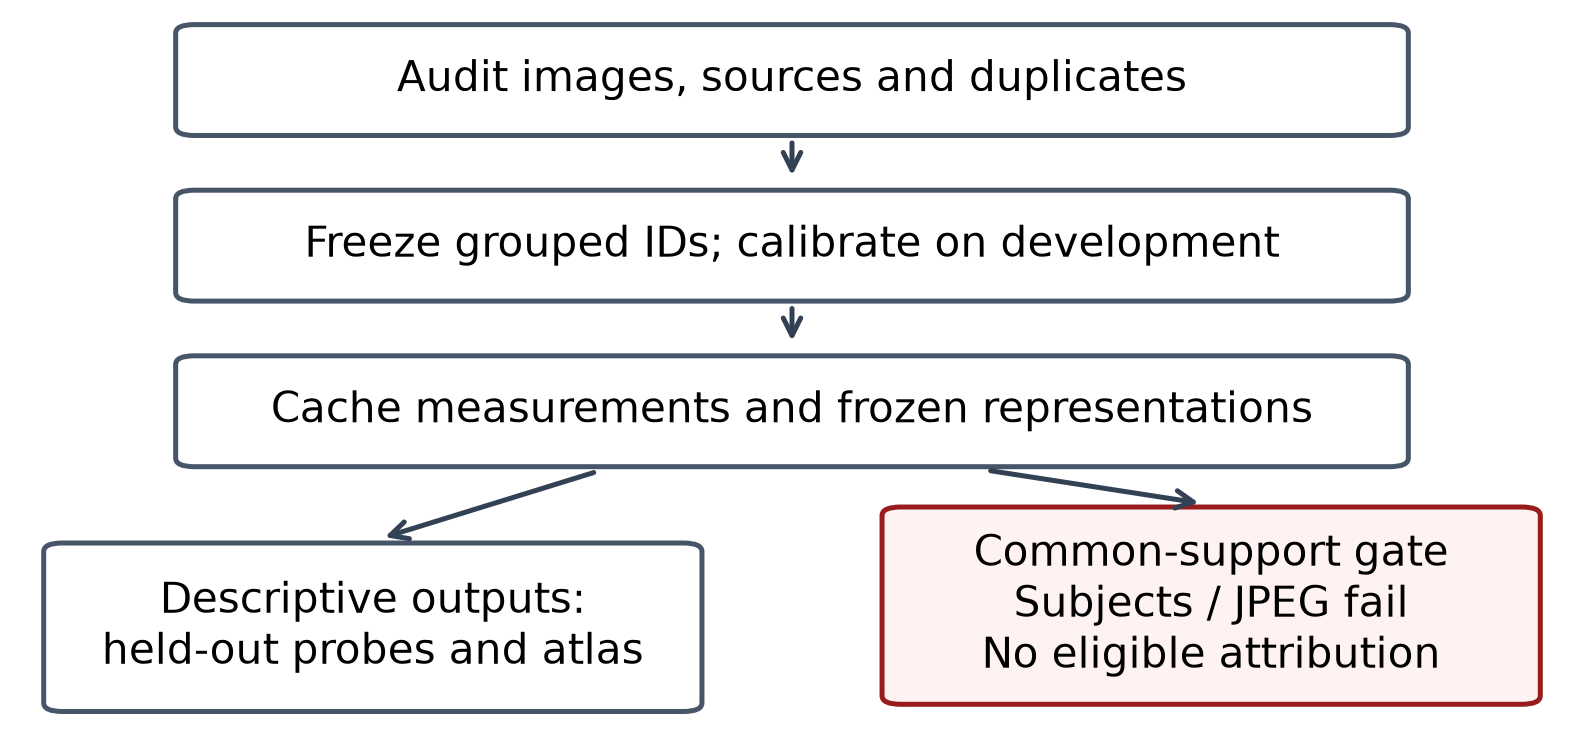 Audit images, sources and duplicates
Freeze grouped IDs; calibrate on development
Cache measurements and frozen representations
Descriptive outputs:
held-out probes and atlas
Common-support gate
Subjects / JPEG fail
No eligible attribution